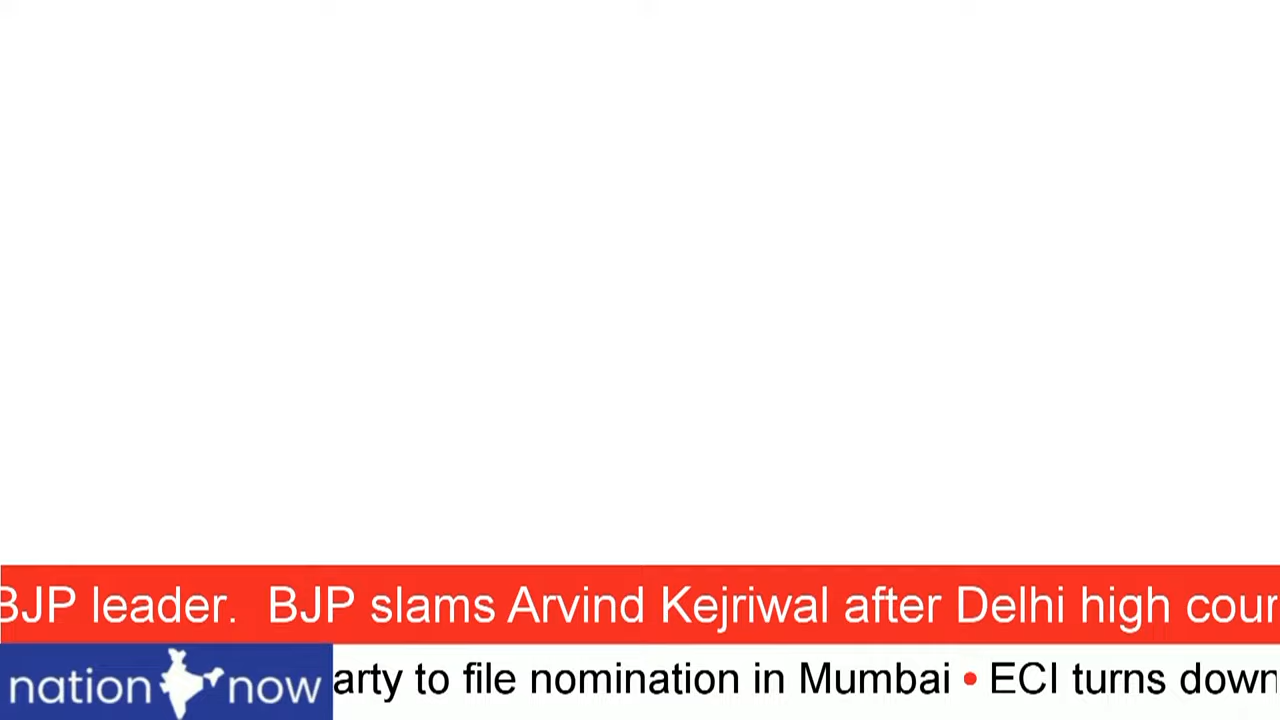 BJP leader. BJP slams Arvind Kejriwal after Delhi high cour
nation now
arty to file nomination in Mumbai • ECI turns down